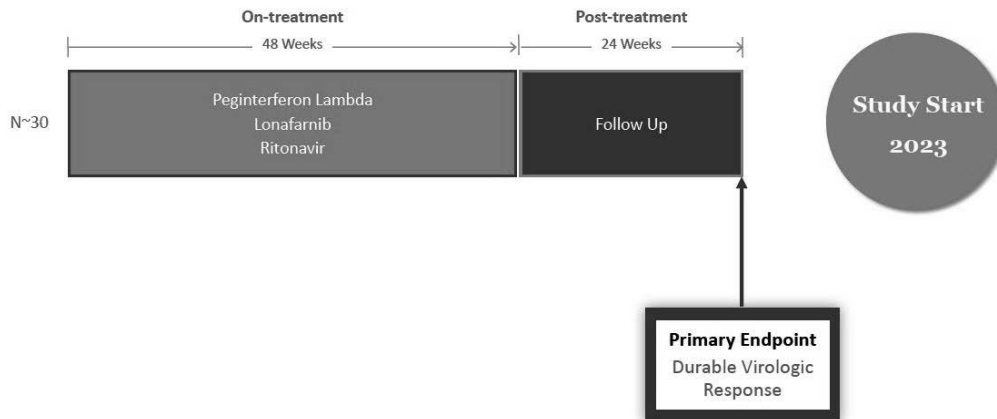 On-treatment
Post-treatment
48 Weeks
24 Weeks
N~30
Peginterferon Lambda
Lonafarnib
Ritonavir
Follow Up
Study Start
2023
Primary Endpoint
Durable Virologic
Response